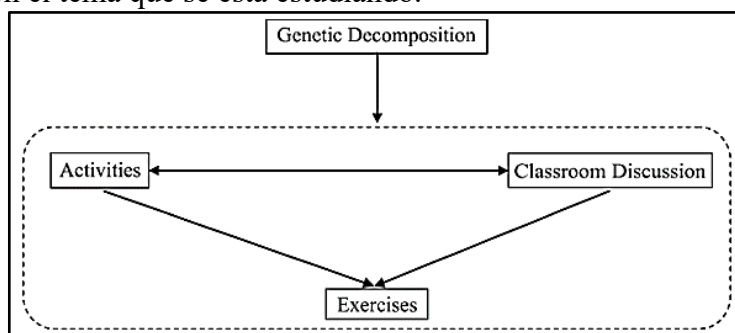 el tema que se está estudiando.
Genetic Decomposition
Activities
Classroom Discussion
Exercises